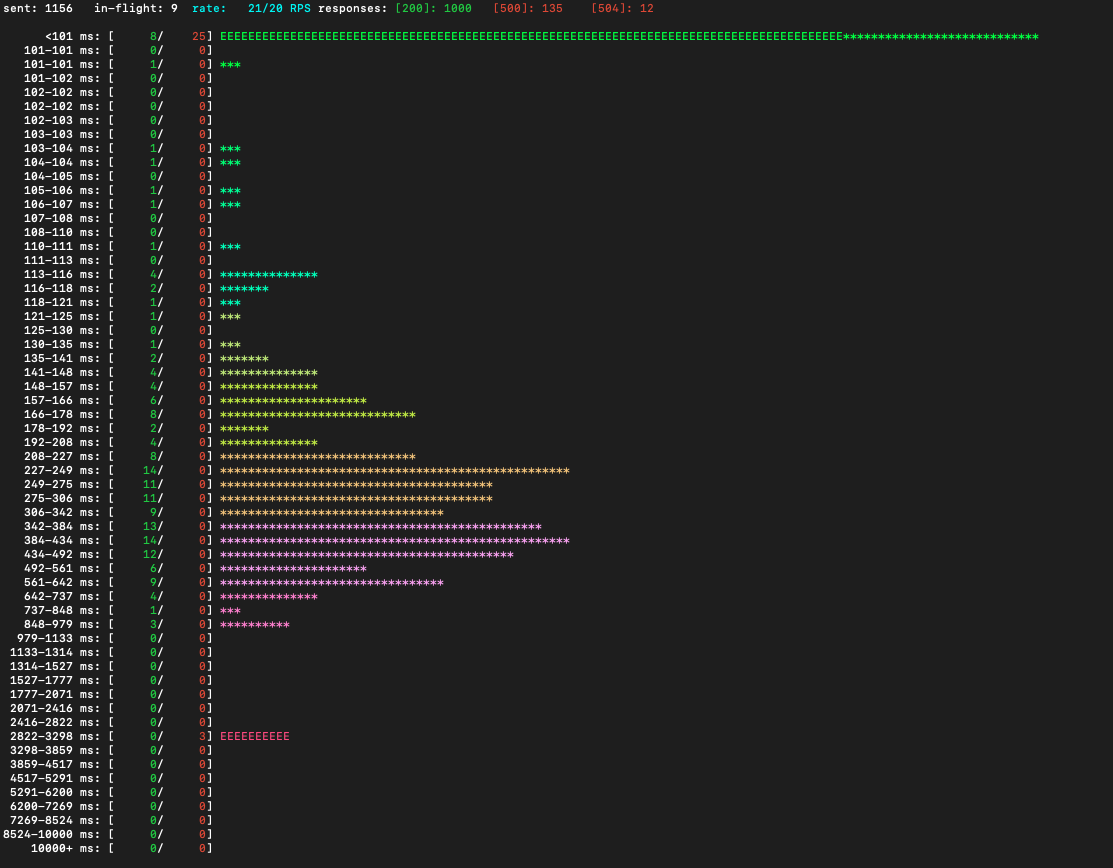 sent: 1156 in-flight: 9 rate: 21/20 RPS responses: [200]: 1000 [500]: 135 [504]: 12
<101 ms: [ 8/ 25] EEEEEEEEEEEEEEEEEEEEEEEEEEEEEEEEEEEEEEEEEEEEEEEEEEEEEEEEEEEEEEEEEEEEEEEEEEEEEEEEEEEEEEEEE****************************
101-101 ms: [ 0/ 0]
101-101 ms: [ 1/ 0] ***
101-102 ms: [ 0/ 0]
102-102 ms: [ 0/ 0]
102-102 ms: [ 0/ 0]
102-103 ms: [ 0/ 0]
103-103 ms: [ 0/ 0]
103-104 ms: [ 1/ 0] ***
104-104 ms: [ 1/ 0] ***
104-105 ms: [ 0/ 0]
105-106 ms: [ 1/ 0] ***
106-107 ms: [ 1/ 0] ***
107-108 ms: [ 0/ 0]
108-110 ms: [ 0/ 0]
110-111 ms: [ 1/ 0] ***
111-113 ms: [ 0/ 0]
113-116 ms: [ 4/ 0] **************
116-118 ms: [ 2/ 0] *******
118-121 ms: [ 1/ 0] ***
121-125 ms: [ 1/ 0] ***
125-130 ms: [ 0/ 0]
130-135 ms: [ 1/ 0] ***
135-141 ms: [ 2/ 0] *******
141-148 ms: [ 4/ 0] **************
148-157 ms: [ 4/ 0] **************
157-166 ms: [ 6/ 0] *********************
166-178 ms: [ 8/ 0] ****************************
178-192 ms: [ 2/ 0] *******
192-208 ms: [ 4/ 0] **************
208-227 ms: [ 8/ 0] ****************************
227-249 ms: [ 14/ 0] **************************************************
249-275 ms: [ 11/ 0] ***************************************
275-306 ms: [ 11/ 0] ***************************************
306-342 ms: [ 9/ 0] ********************************
342-384 ms: [ 13/ 0] **********************************************
384-434 ms: [ 14/ 0] **************************************************
434-492 ms: [ 12/ 0] ******************************************
492-561 ms: [ 6/ 0] *********************
561-642 ms: [ 9/ 0] ********************************
642-737 ms: [ 4/ 0] **************
737-848 ms: [ 1/ 0] ***
848-979 ms: [ 3/ 0] **********
979-1133 ms: [ 0/ 0]
1133-1314 ms: [ 0/ 0]
1314-1527 ms: [ 0/ 0]
1527-1777 ms: [ 0/ 0]
1777-2071 ms: [ 0/ 0]
2071-2416 ms: [ 0/ 0]
2416-2822 ms: [ 0/ 0]
2822-3298 ms: [ 0/ 3] EEEEEEEEEE
3298-3859 ms: [ 0/ 0]
3859-4517 ms: [ 0/ 0]
4517-5291 ms: [ 0/ 0]
5291-6200 ms: [ 0/ 0]
6200-7269 ms: [ 0/ 0]
7269-8524 ms: [ 0/ 0]
8524-10000 ms: [ 0/ 0]
10000+ ms: [ 0/ 0]